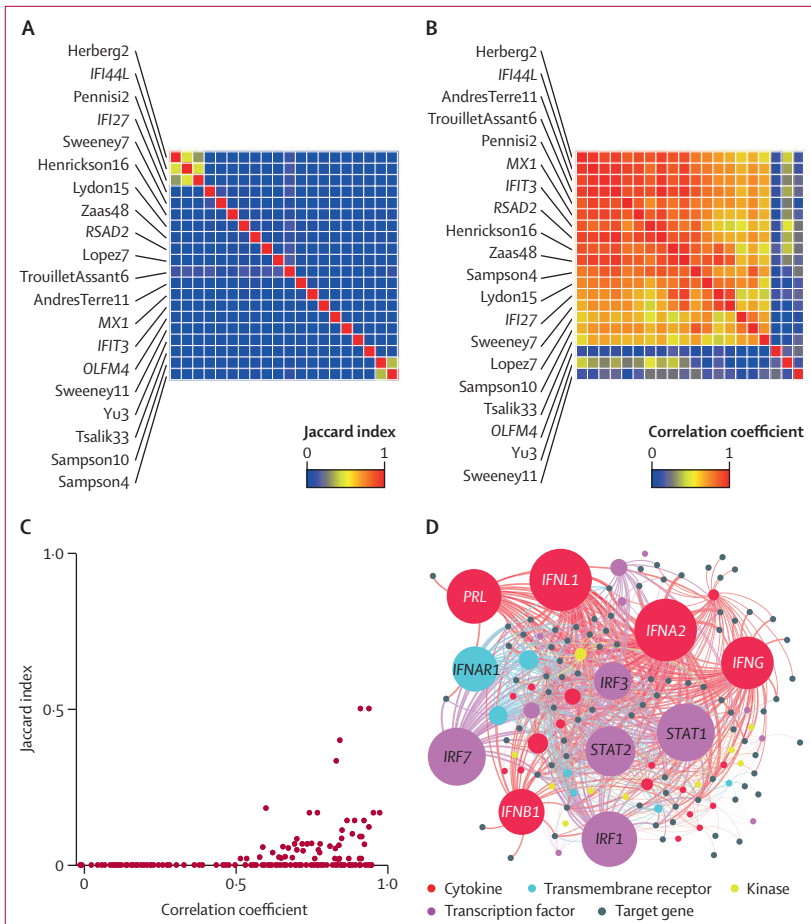 A
Herberg2
IFI44L
Pennisi2
IFI27
Sweeney7
Henrickson16
Lydon15
Zaas48
RSAD2
Lopez7
TrouilletAssant6
AndresTerre11
MX1
IFIT3
OLFM4
Sweeney11
Yu3
Tsalik33
Sampson10
Sampson4
Jaccard index
0 1
B
Herberg2
IFI44L
AndresTerre11
TrouilletAssant6
Pennisi2
MX1
IFIT3
RSAD2
Henrickson16
Zaas48
Sampson4
Lydon15
IFI27
Sweeney7
Lopez7
Sampson10
Tsalik33
OLFM4
Yu3
Sweeney11
Correlation coefficient
0 1
C
Jaccard index
1·0
0·5
0
0 0·5 1·0
Correlation coefficient
D
IFNL1
PRL
IFNA2
IFNG
IFNAR1
IRF3
STAT1
STAT2
IRF7
IFNB1
IRF1
Cytokine Transmembrane receptor Kinase
Transcription factor Target gene